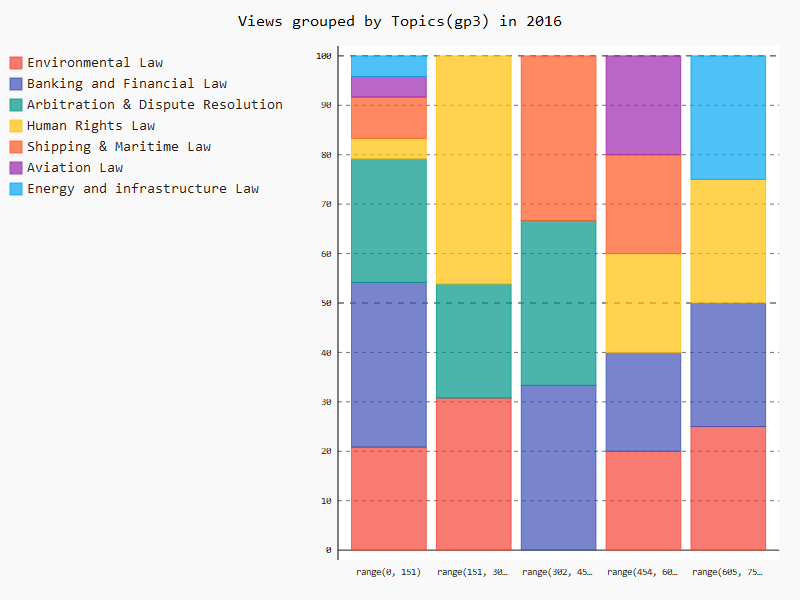 Views grouped by Topics(gp3) in 2016
Environmental Law
Banking and Financial Law
Arbitration & Dispute Resolution
Human Rights Law
Shipping & Maritime Law
Aviation Law
Energy and infrastructure Law
100
90
80
70
60
50
40
30
20
10
0
range(0, 151) range(151, 30… range(302, 45… range(454, 60… range(605, 75…